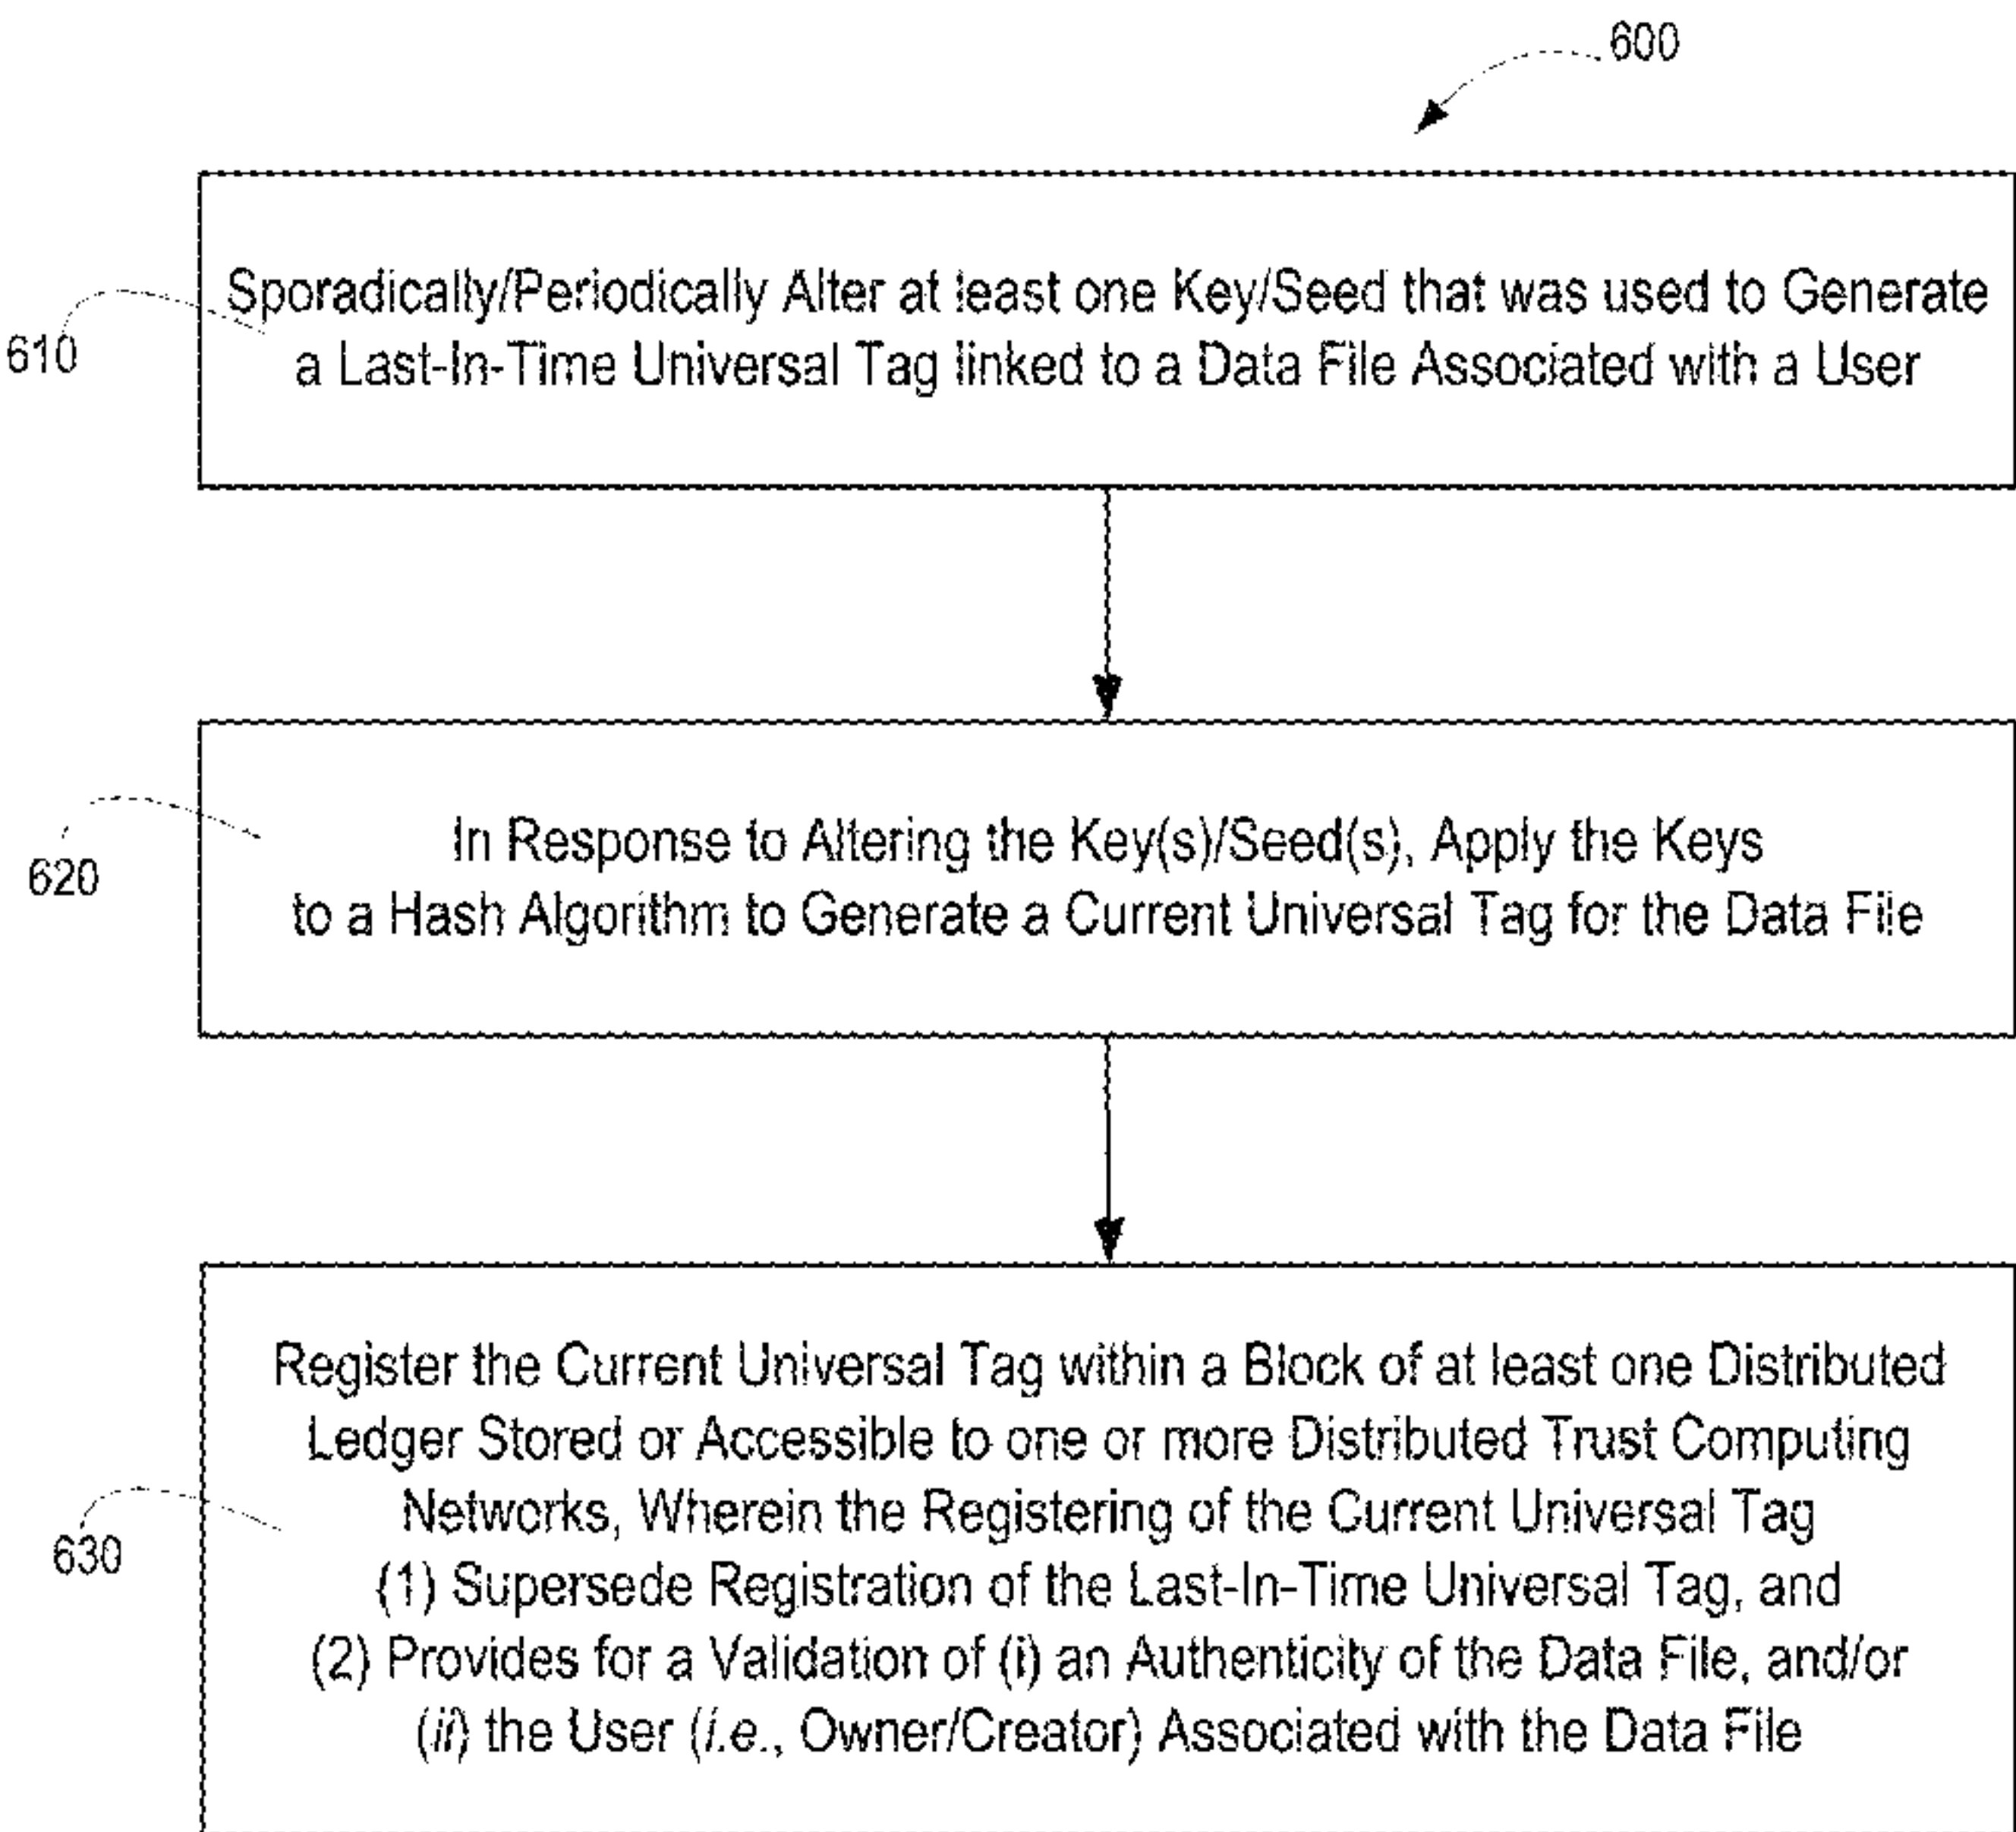 600
610
Sporadically/Periodically Alter at least one Key/Seed that was used to Generate
a Last-In-Time Universal Tag linked to a Data File Associated with a User
620
In Response to Altering the Key(s)/Seed(s), Apply the Keys
to a Hash Algorithm to Generate a Current Universal Tag for the Data File
630
Register the Current Universal Tag within a Block of at least one Distributed
Ledger Stored or Accessible to one or more Distributed Trust Computing
Networks, Wherein the Registering of the Current Universal Tag
(1) Supersede Registration of the Last-In-Time Universal Tag, and
(2) Provides for a Validation of (i) an Authenticity of the Data File, and/or
(ii) the User (i.e., Owner/Creator) Associated with the Data File